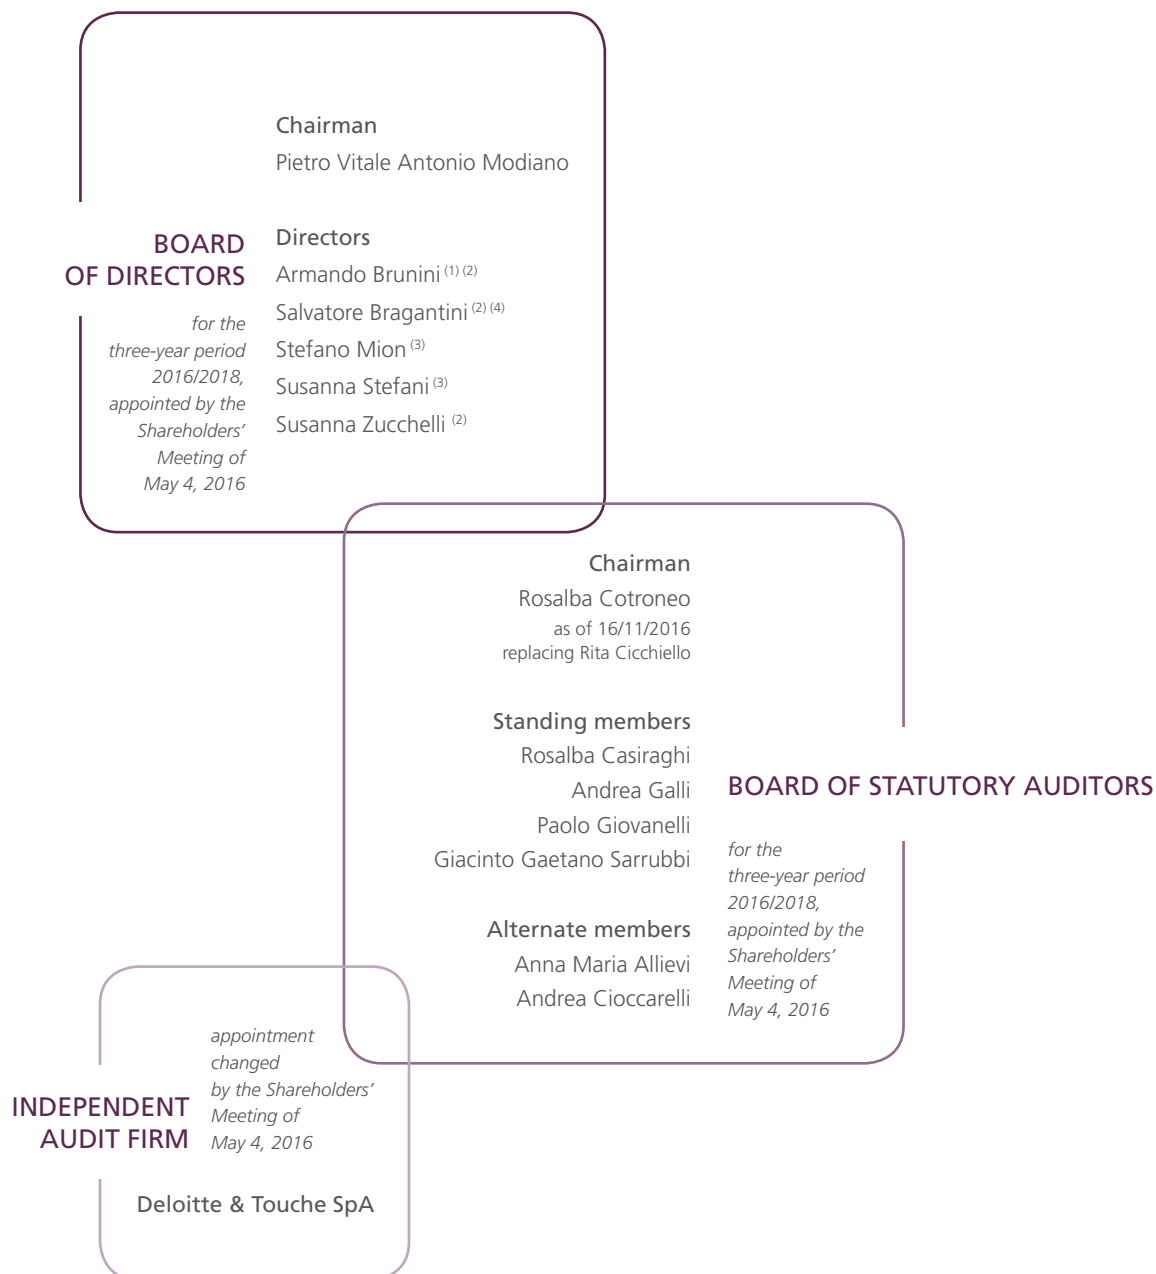 Chairman
Pietro Vitale Antonio Modiano
BOARD
OF DIRECTORS
for the
three-year period
2016/2018,
appointed by the
Shareholders’
Meeting of
May 4, 2016
Directors
Armando Brunini (1) (2)
Salvatore Bragantini (2) (4)
Stefano Mion (3)
Susanna Stefani (3)
Susanna Zucchelli (2)
Chairman
Rosalba Cotroneo
as of 16/11/2016
replacing Rita Cicchiello
Standing members
Rosalba Casiraghi
Andrea Galli
Paolo Giovanelli
Giacinto Gaetano Sarrubbi
Alternate members
Anna Maria Allievi
Andrea Cioccarelli
BOARD OF STATUTORY AUDITORS
for the
three-year period
2016/2018,
appointed by the
Shareholders’
Meeting of
May 4, 2016
INDEPENDENT
AUDIT FIRM
appointment
changed
by the Shareholders’
Meeting of
May 4, 2016
Deloitte & Touche SpA